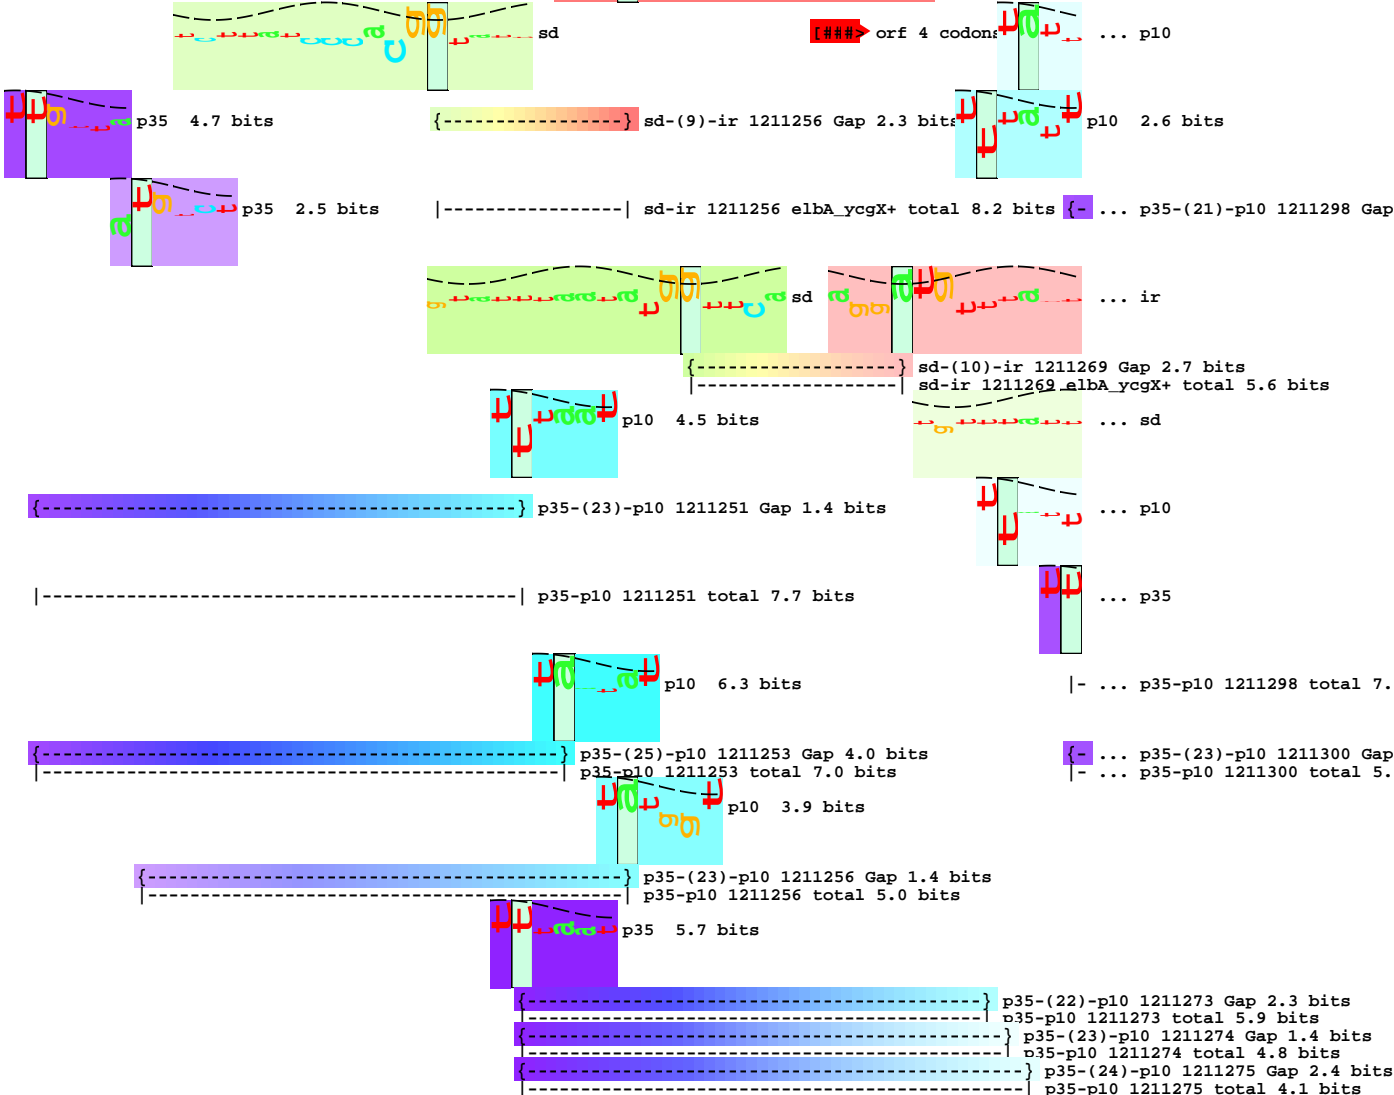 sd
[###> orf 4 codons
... p10
p35 4.7 bits
{------------------} sd-(9)-ir 1211256 Gap 2.3 bits
p10 2.6 bits
p35 2.5 bits
|-----------------| sd-ir 1211256 elbA_ycgX+ total 8.2 bits
{- ... p35-(21)-p10 1211298 Gap
sd
... ir
{--------------------} sd-(10)-ir 1211269 Gap 2.7 bits
|-------------------| sd-ir 1211269 elbA_ycgX+ total 5.6 bits
p10 4.5 bits
... sd
{----------------------------------------------} p35-(23)-p10 1211251 Gap 1.4 bits
... p10
|----------------------------------------------| p35-p10 1211251 total 7.7 bits
... p35
p10 6.3 bits
|- ... p35-p10 1211298 total 7.
{--------------------------------------------------} p35-(25)-p10 1211253 Gap 4.0 bits
{- ... p35-(23)-p10 1211300 Gap
|--------------------------------------------------| p35-p10 1211253 total 7.0 bits
|- ... p35-p10 1211300 total 5.
p10 3.9 bits
{----------------------------------------------} p35-(23)-p10 1211256 Gap 1.4 bits
|----------------------------------------------| p35-p10 1211256 total 5.0 bits
p35 5.7 bits
{--------------------------------------------} p35-(22)-p10 1211273 Gap 2.3 bits
|--------------------------------------------| p35-p10 1211273 total 5.9 bits
{----------------------------------------------} p35-(23)-p10 1211274 Gap 1.4 bits
|----------------------------------------------| p35-p10 1211274 total 4.8 bits
{------------------------------------------------} p35-(24)-p10 1211275 Gap 2.4 bits
|------------------------------------------------| p35-p10 1211275 total 4.1 bits